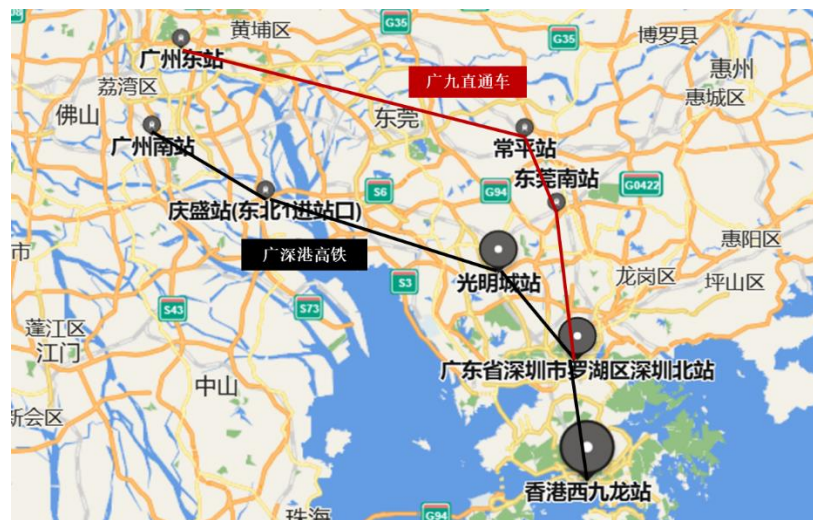 G35
黄埔区
广州东站
G35
博罗县
广九直通车
惠州
荔湾区
惠城区
佛山
东莞
广州南站
常平站
东莞南站
S6
G94
G0422
庆盛站(东北1进站口)
惠阳区
市
广深港高铁
光明城站
龙岗区
坪山区
S3
S43
S73
蓬江区
江门
广东省深圳市罗湖区深圳北站
中山
新会区
香港西九龙站
珠海
G94